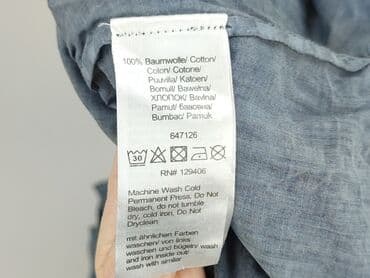 100% Baumwolle/ Cotton/
Coton/ Cotone/
Puuvilla/ Katoen/
Bomull/ Bawełna/
ХЛОПОК/ Bavlna/
Pamut/ бавовна/
Bumbac/ Pamuk
647126
30
RN# 129406
Machine Wash Cold
Permanent Press. Do Not
Bleach, do not tumble
dry, cold iron, Do Not
Dryclean
mit ähnlichen Farben
waschen/ von links
waschen und bügeln/ wash
and iron inside out/ wash
with similar